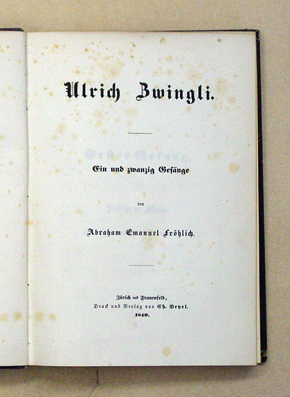 Ulrich Zwingli.
Ein und zwanzig Gesänge
von
Abraham Emanuel Fröhlich.
Zürich und Frauenfeld,
Druck und Verlag von Ch. Beyel.
1840.